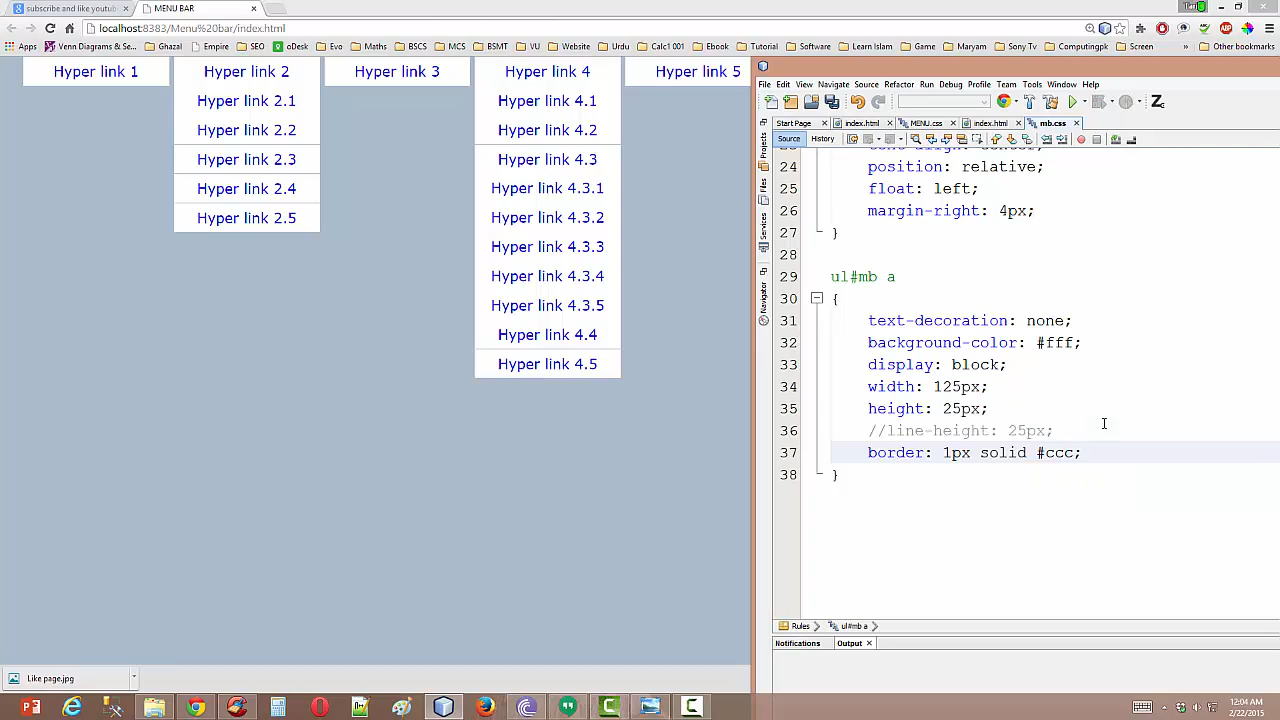 subscribe and like youtub
MENU BAR
localhost:8383/Menu%20bar/index.html
Apps Venn Diagrams & Se... Ghazal Empire SEO oDesk Evo Maths BSCS MCS BSMT VU Website Urdu Calc1 001 Ebook Tutorial Software Learn Islam Game Maryam Sony Tv Computingpk Screen » Other bookmarks
Hyper link 1 Hyper link 2 Hyper link 3 Hyper link 4 Hyper link 5
Hyper link 2.1 Hyper link 4.1
Hyper link 2.2 Hyper link 4.2
Hyper link 2.3 Hyper link 4.3
Hyper link 2.4 Hyper link 4.3.1
Hyper link 2.5 Hyper link 4.3.2
Hyper link 4.3.3
Hyper link 4.3.4
Hyper link 4.3.5
Hyper link 4.4
Hyper link 4.5
File Edit View Navigate Source Refactor Run Debug Profile Team Tools Window Help
Start Page index.html MENU.css index.html mb.css
Source History
Projects
Files
Services
Navigator
24 position: relative;
25 float: left;
26 margin-right: 4px;
27 }
28
29 ul#mb a
30 {
31 text-decoration: none;
32 background-color: #fff;
33 display: block;
34 width: 125px;
35 height: 25px;
36 //line-height: 25px;
37 border: 1px solid #ccc;
38 }
Rules ul#mb a
Notifications Output
Like page.jpg
12:04 AM
2/22/2015